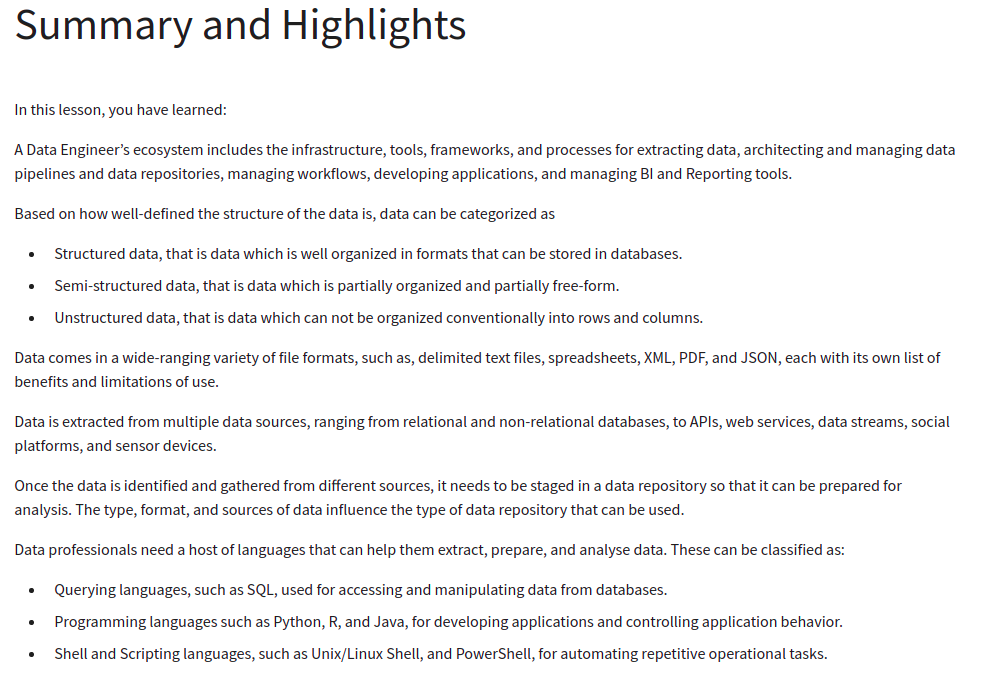 Summary and Highlights
In this lesson, you have learned:
A Data Engineer’s ecosystem includes the infrastructure, tools, frameworks, and processes for extracting data, architecting and managing data
pipelines and data repositories, managing workflows, developing applications, and managing BI and Reporting tools.
Based on how well-defined the structure of the data is, data can be categorized as
• Structured data, that is data which is well organized in formats that can be stored in databases.
• Semi-structured data, that is data which is partially organized and partially free-form.
• Unstructured data, that is data which can not be organized conventionally into rows and columns.
Data comes in a wide-ranging variety of file formats, such as, delimited text files, spreadsheets, XML, PDF, and JSON, each with its own list of
benefits and limitations of use.
Data is extracted from multiple data sources, ranging from relational and non-relational databases, to APIs, web services, data streams, social
platforms, and sensor devices.
Once the data is identified and gathered from different sources, it needs to be staged in a data repository so that it can be prepared for
analysis. The type, format, and sources of data influence the type of data repository that can be used.
Data professionals need a host of languages that can help them extract, prepare, and analyse data. These can be classified as:
• Querying languages, such as SQL, used for accessing and manipulating data from databases.
• Programming languages such as Python, R, and Java, for developing applications and controlling application behavior.
• Shell and Scripting languages, such as Unix/Linux Shell, and PowerShell, for automating repetitive operational tasks.